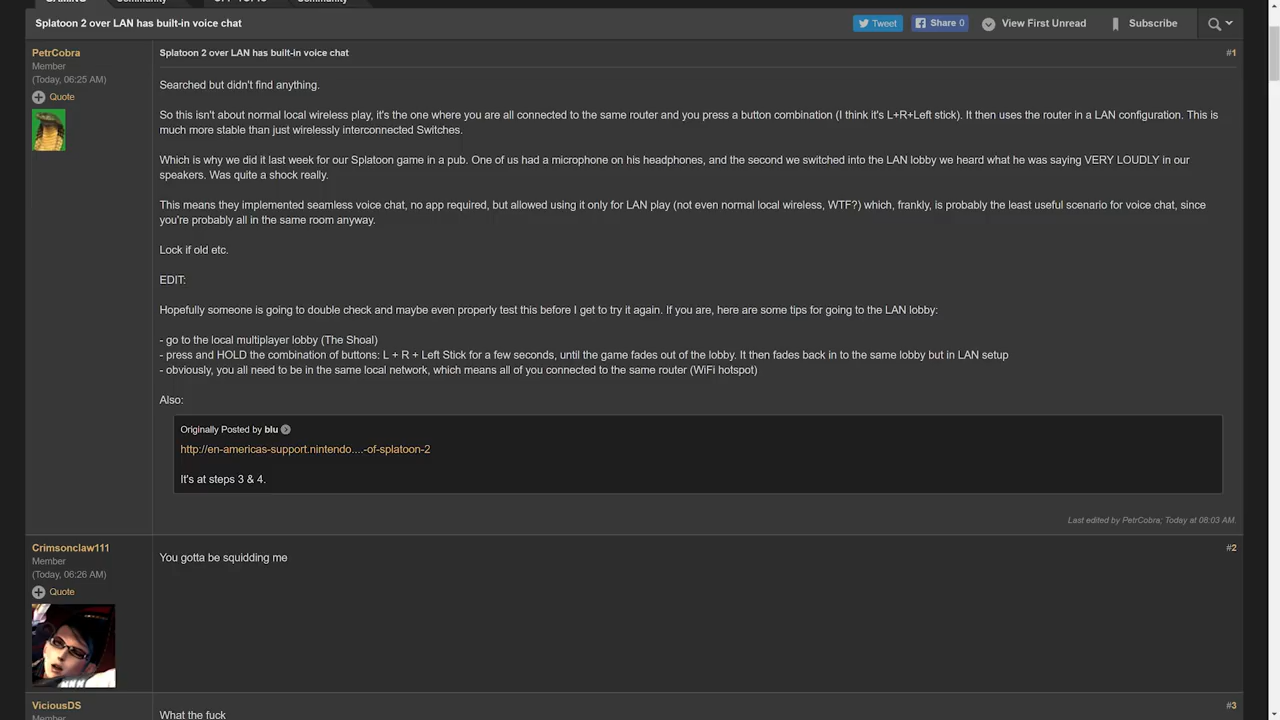 GAMING Community OFF-TOPIC Community
Splatoon 2 over LAN has built-in voice chat
Tweet
Share 0
View First Unread
Subscribe
PetrCobra
Member
(Today, 06:25 AM)
Quote
Splatoon 2 over LAN has built-in voice chat
#1
Searched but didn't find anything.
So this isn't about normal local wireless play, it's the one where you are all connected to the same router and you press a button combination (I think it's L+R+Left stick). It then uses the router in a LAN configuration. This is
much more stable than just wirelessly interconnected Switches.
Which is why we did it last week for our Splatoon game in a pub. One of us had a microphone on his headphones, and the second we switched into the LAN lobby we heard what he was saying VERY LOUDLY in our
speakers. Was quite a shock really.
This means they implemented seamless voice chat, no app required, but allowed using it only for LAN play (not even normal local wireless, WTF?) which, frankly, is probably the least useful scenario for voice chat, since
you're probably all in the same room anyway.
Lock if old etc.
EDIT:
Hopefully someone is going to double check and maybe even properly test this before I get to try it again. If you are, here are some tips for going to the LAN lobby:
- go to the local multiplayer lobby (The Shoal)
- press and HOLD the combination of buttons: L + R + Left Stick for a few seconds, until the game fades out of the lobby. It then fades back in to the same lobby but in LAN setup
- obviously, you all need to be in the same local network, which means all of you connected to the same router (WiFi hotspot)
Also:
Originally Posted by blu
http://en-americas-support.nintendo....-of-splatoon-2
It's at steps 3 & 4.
Last edited by PetrCobra; Today at 08:03 AM.
Crimsonclaw111
Member
(Today, 06:26 AM)
Quote
You gotta be squidding me
#2
ViciousDS
Member
What the fuck
#3